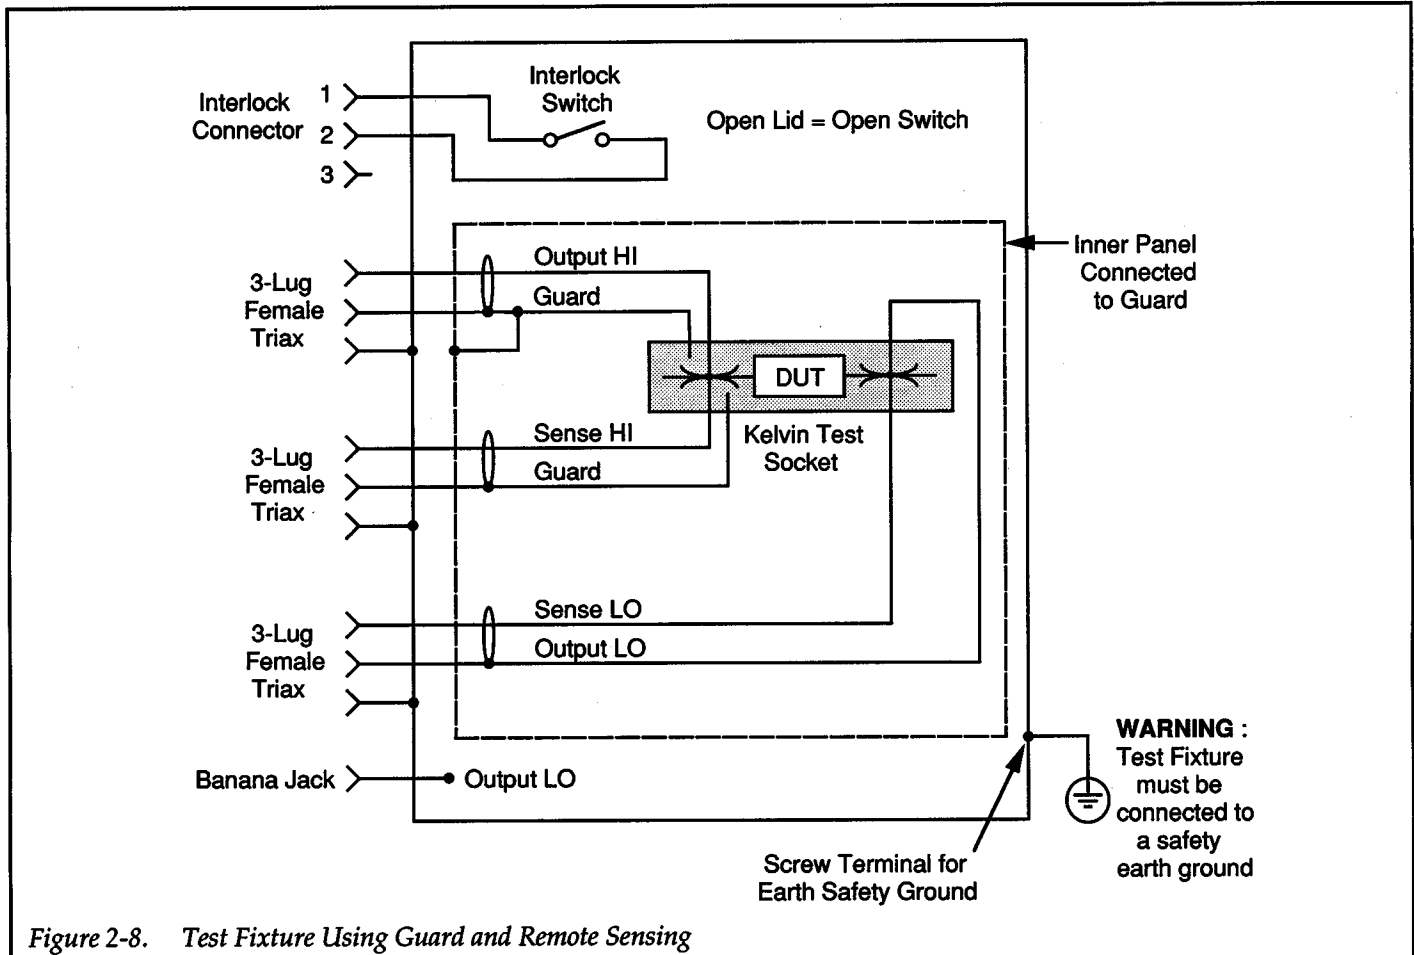 Interlock
Connector
1
2
3
Interlock
Switch
Open Lid = Open Switch
3-Lug
Female
Triax
Output HI
Guard
Inner Panel
Connected
to Guard
DUT
Kelvin Test
Socket
3-Lug
Female
Triax
Sense HI
Guard
3-Lug
Female
Triax
Sense LO
Output LO
Banana Jack
Output LO
WARNING :
Test Fixture
must be
connected to
a safety
earth ground
Screw Terminal for
Earth Safety Ground
Figure 2-8. Test Fixture Using Guard and Remote Sensing